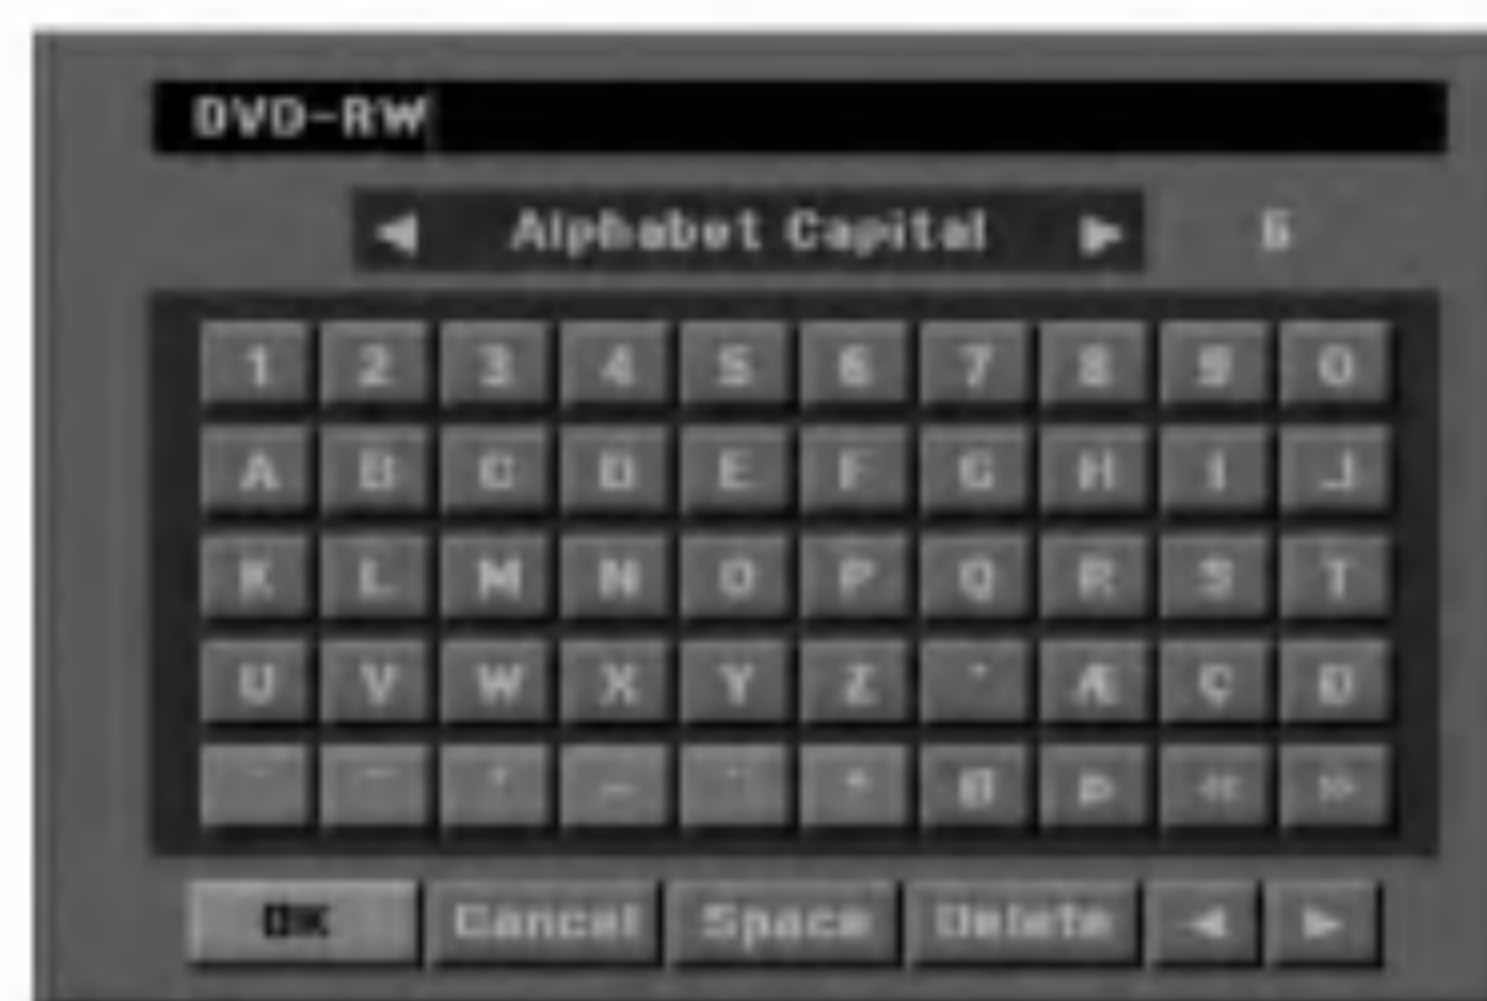 DVD-RW
◀ Alphabet Capital ▶ 6
1 2 3 4 5 6 7 8 9 0
A B C D E F G H I J
K L M N O P Q R S T
U V W X Y Z Æ Ç Ð
Ø Þ « »
OK Cancel Space Delete ◀ ▶